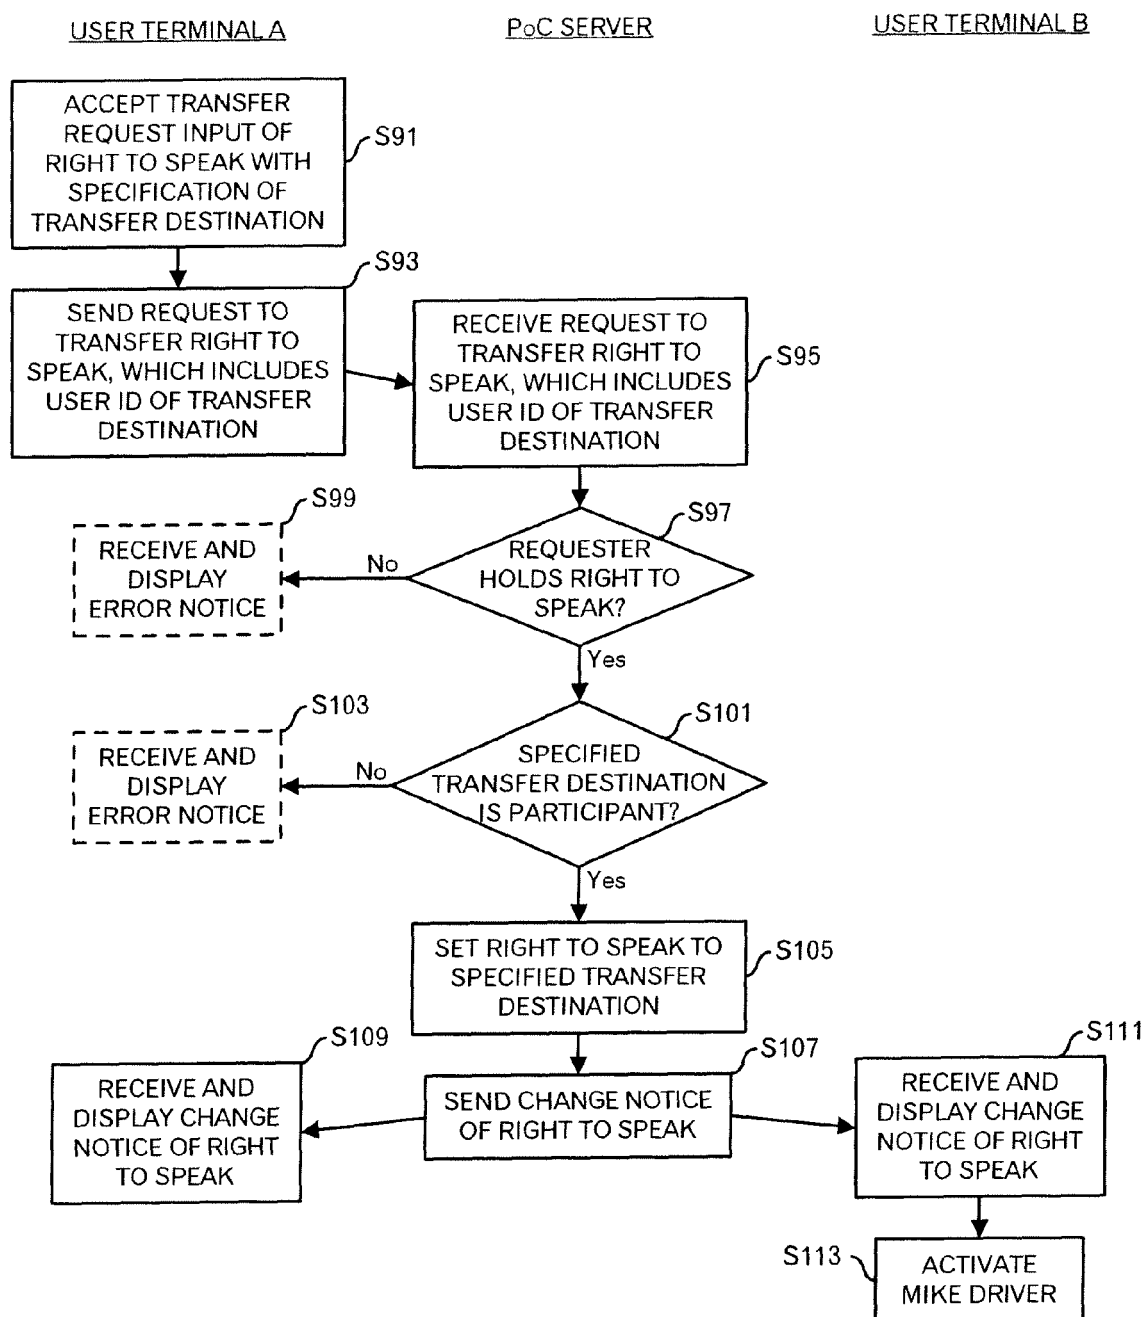 USER TERMINAL A
PoC SERVER
USER TERMINAL B
ACCEPT TRANSFER
REQUEST INPUT OF
RIGHT TO SPEAK WITH
SPECIFICATION OF
TRANSFER DESTINATION
S91
SEND REQUEST TO
TRANSFER RIGHT TO
SPEAK, WHICH INCLUDES
USER ID OF TRANSFER
DESTINATION
S93
RECEIVE REQUEST TO
TRANSFER RIGHT TO
SPEAK, WHICH INCLUDES
USER ID OF TRANSFER
DESTINATION
S95
REQUESTER
HOLDS RIGHT TO
SPEAK?
S97
No
Yes
RECEIVE AND
DISPLAY
ERROR NOTICE
S99
SPECIFIED
TRANSFER DESTINATION
IS PARTICIPANT?
S101
No
Yes
RECEIVE AND
DISPLAY
ERROR NOTICE
S103
SET RIGHT TO SPEAK TO
SPECIFIED TRANSFER
DESTINATION
S105
SEND CHANGE NOTICE
OF RIGHT TO SPEAK
S107
RECEIVE AND
DISPLAY CHANGE
NOTICE OF RIGHT
TO SPEAK
S109
RECEIVE AND
DISPLAY CHANGE
NOTICE OF RIGHT
TO SPEAK
S111
ACTIVATE
MIKE DRIVER
S113